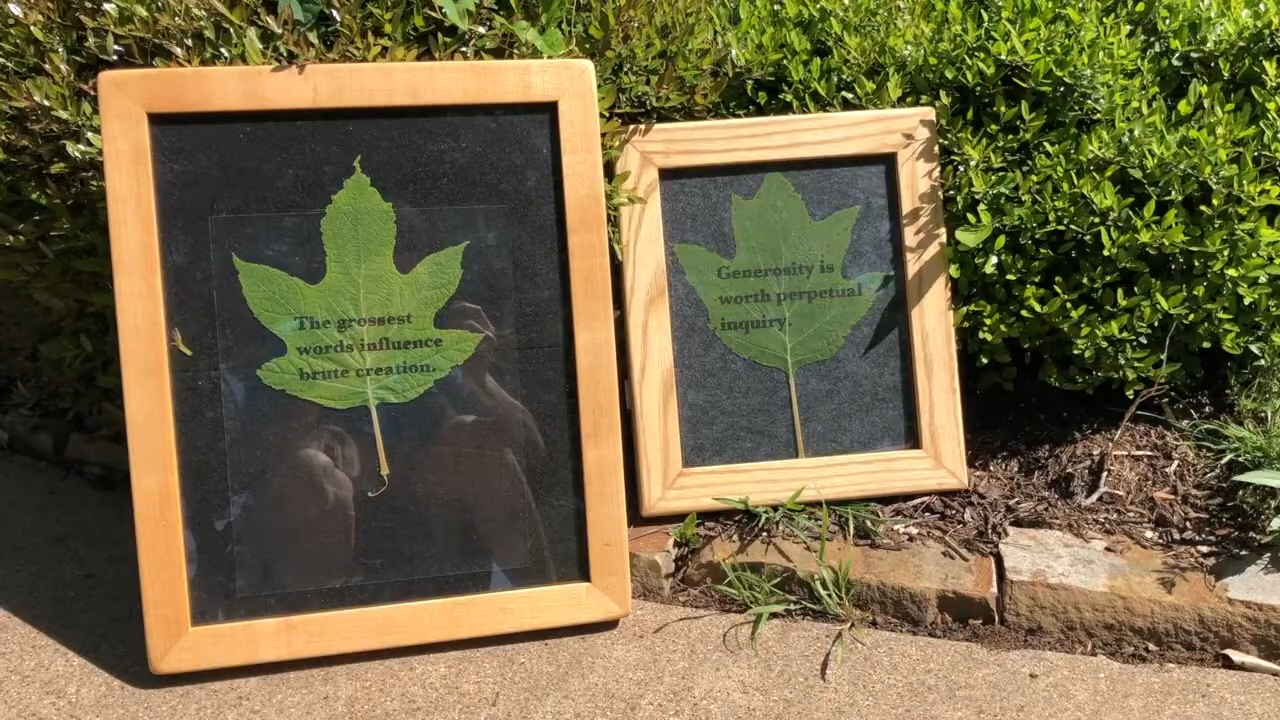 The grossest
words influence
brute creation.
Generosity is
worth perpetual
inquiry.